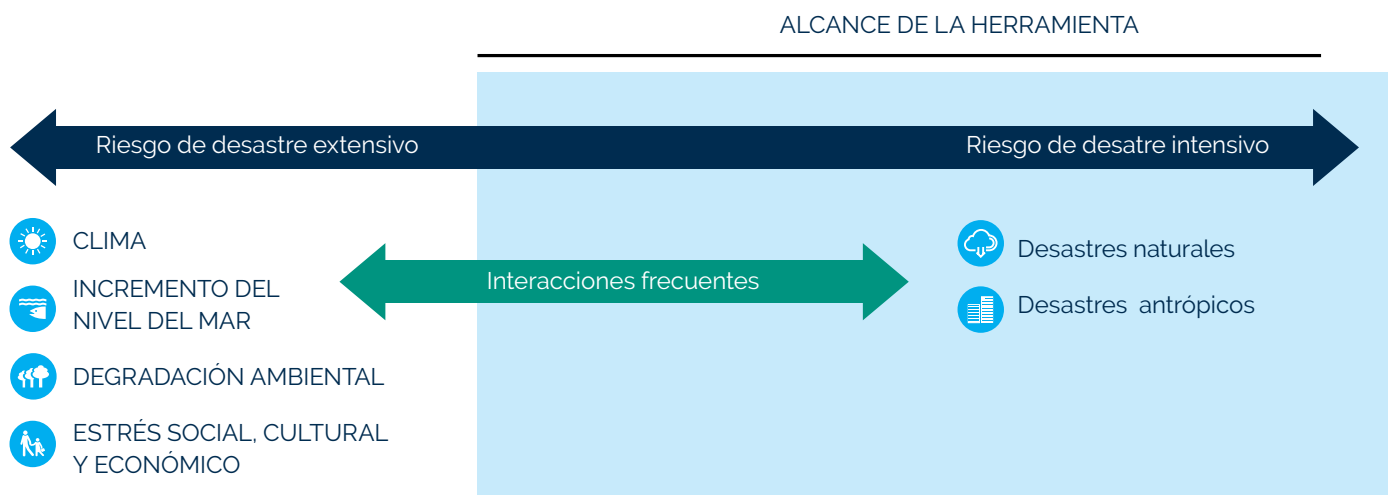 ALCANCE DE LA HERRAMIENTA
Riesgo de desastre extensivo
Riesgo de desatre intensivo
CLIMA
INCREMENTO DEL
NIVEL DEL MAR
DEGRADACIÓN AMBIENTAL
ESTRÉS SOCIAL, CULTURAL
Y ECONÓMICO
Interacciones frecuentes
Desastres naturales
Desastres antrópicos